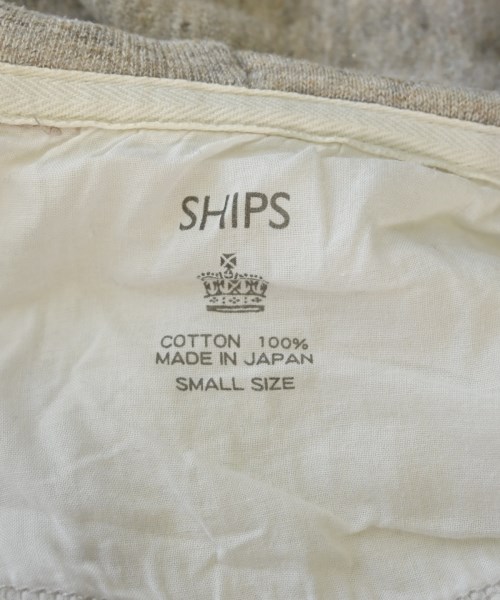 SHIPS
COTTON 100%
MADE IN JAPAN
SMALL SIZE